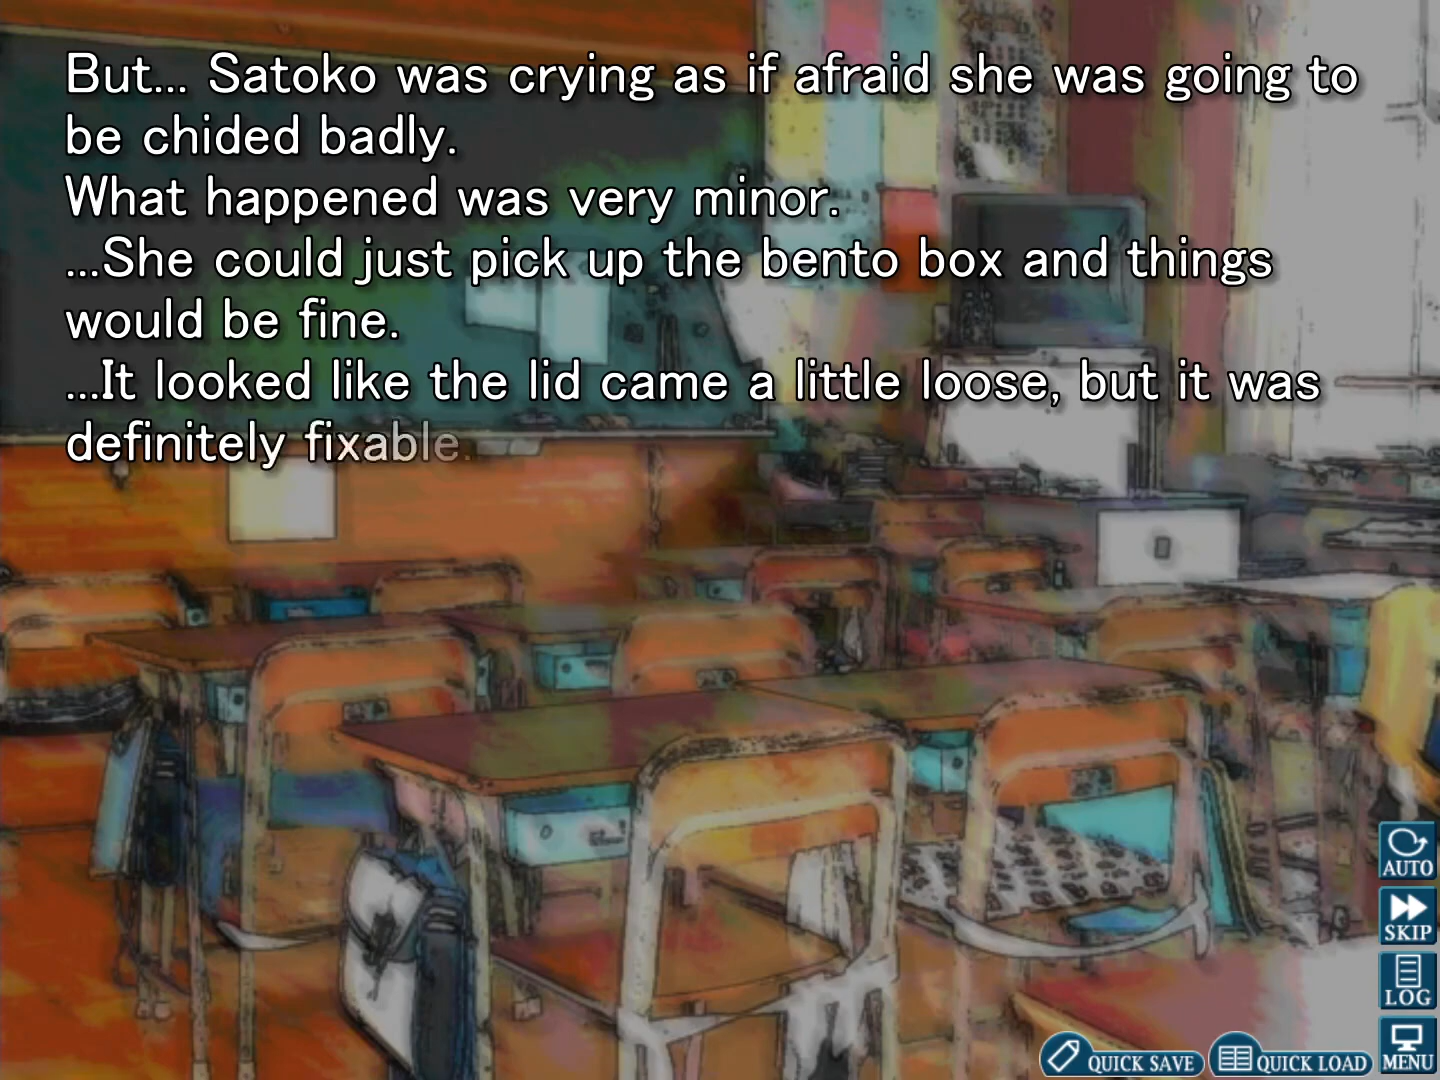 But... Satoko was crying as if afraid she was going to
be chided badly.
What happened was very minor.
...She could just pick up the bento box and things
would be fine.
...It looked like the lid came a little loose, but it was
definitely fixable.
AUTO
SKIP
LOG
MENU
QUICK SAVE
QUICK LOAD